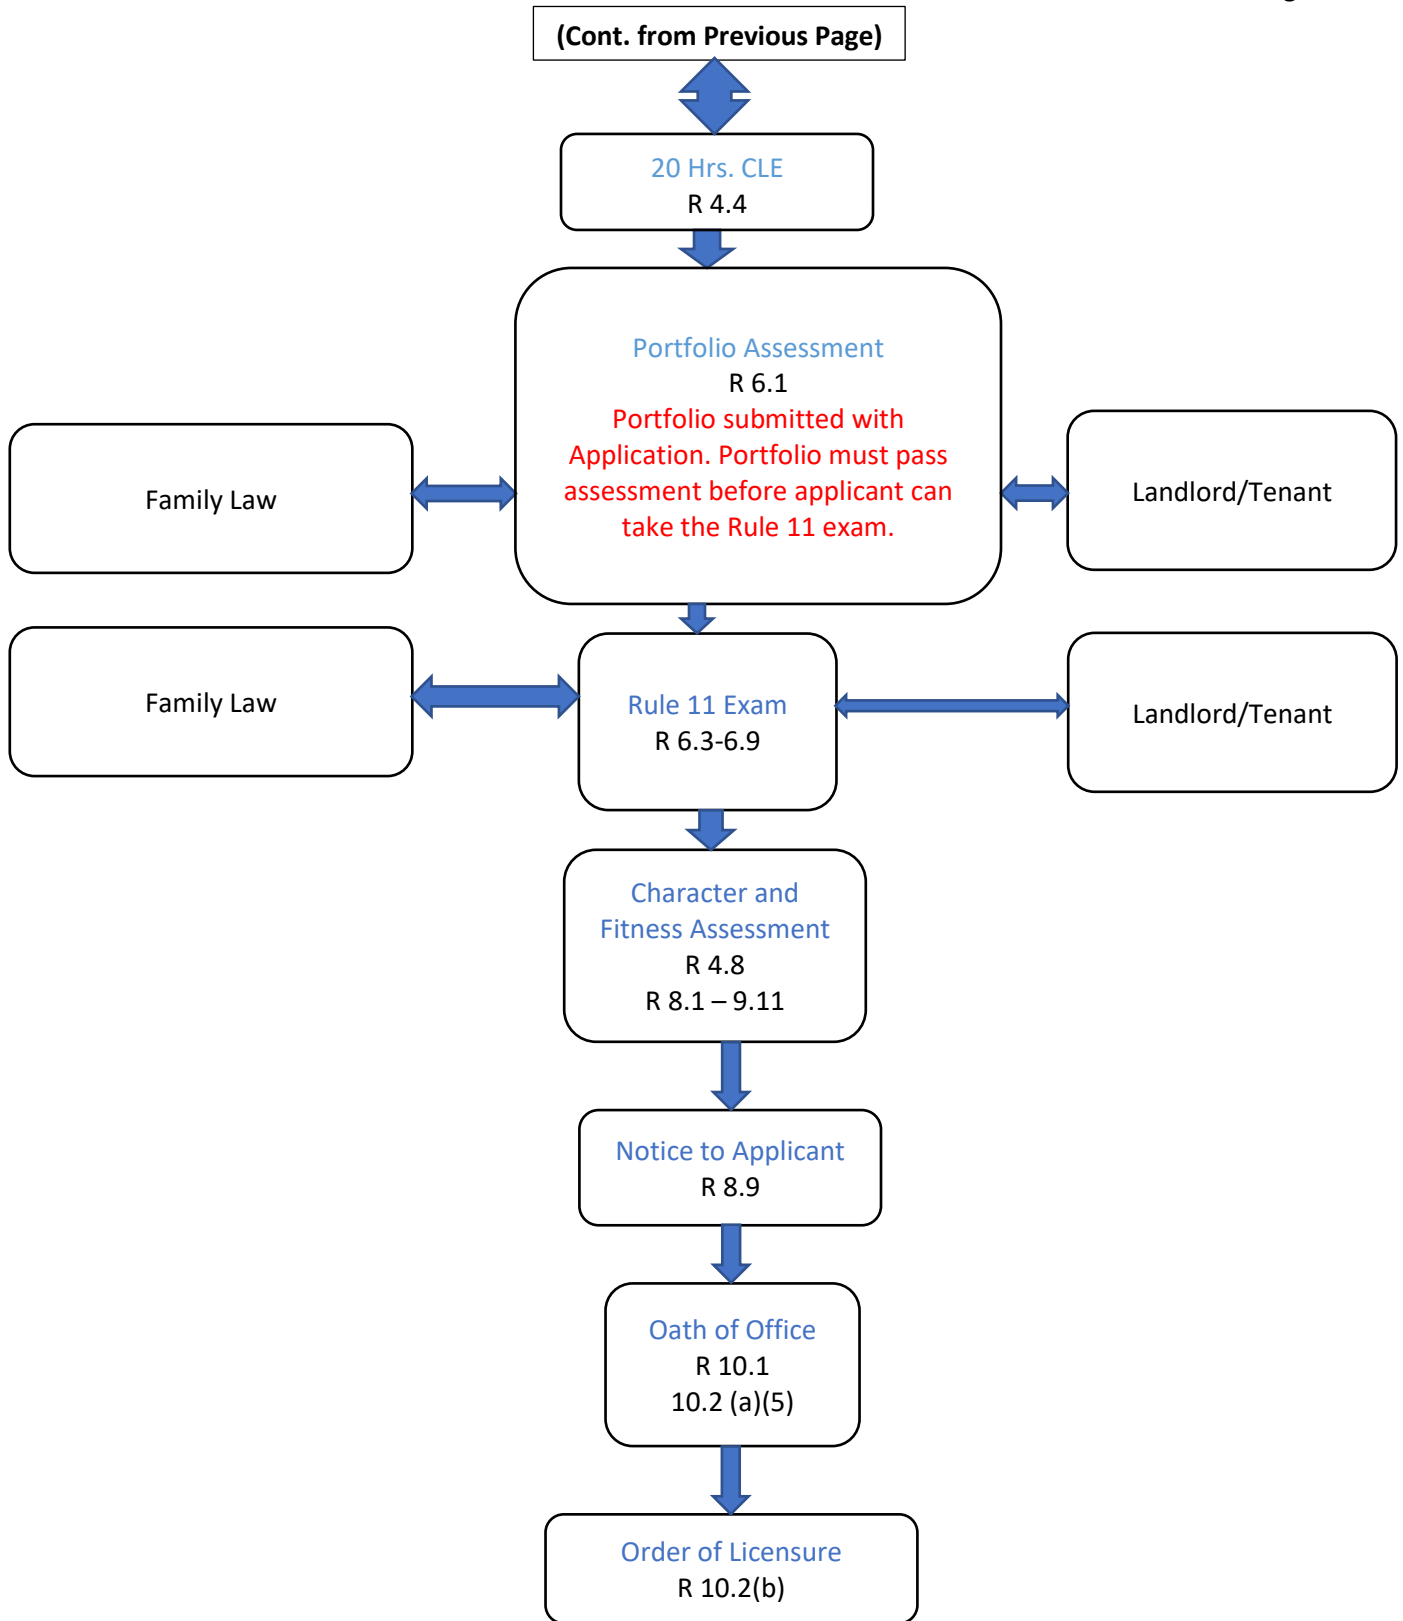 (Cont. from Previous Page)
20 Hrs. CLE
R 4.4
Portfolio Assessment
R 6.1
Portfolio submitted with
Application. Portfolio must pass
assessment before applicant can
take the Rule 11 exam.
Family Law
Landlord/Tenant
Family Law
Rule 11 Exam
R 6.3-6.9
Landlord/Tenant
Character and
Fitness Assessment
R 4.8
R 8.1 – 9.11
Notice to Applicant
R 8.9
Oath of Office
R 10.1
10.2 (a)(5)
Order of Licensure
R 10.2(b)